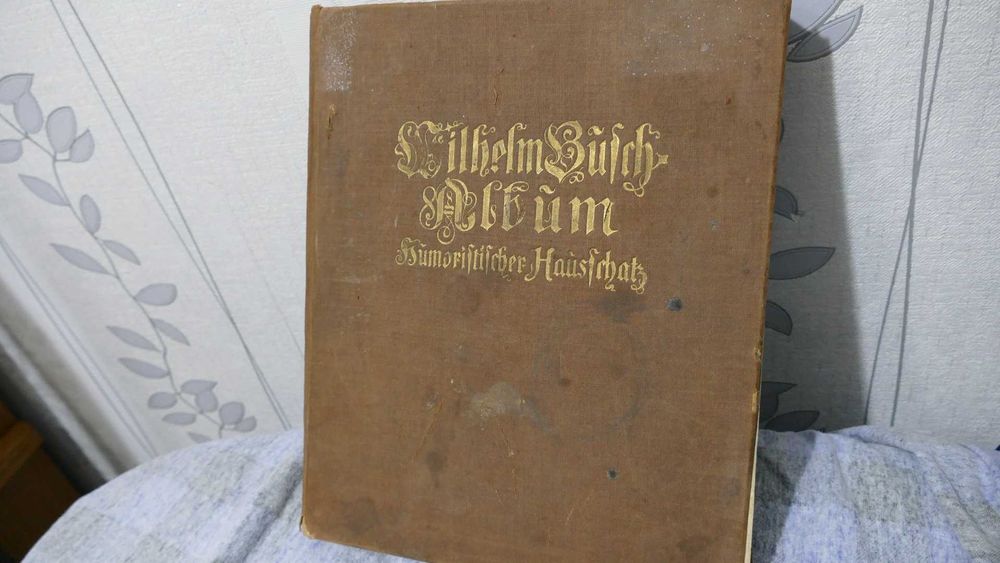 Wilhelm Busch-
Album
Humoristischer Hausschatz